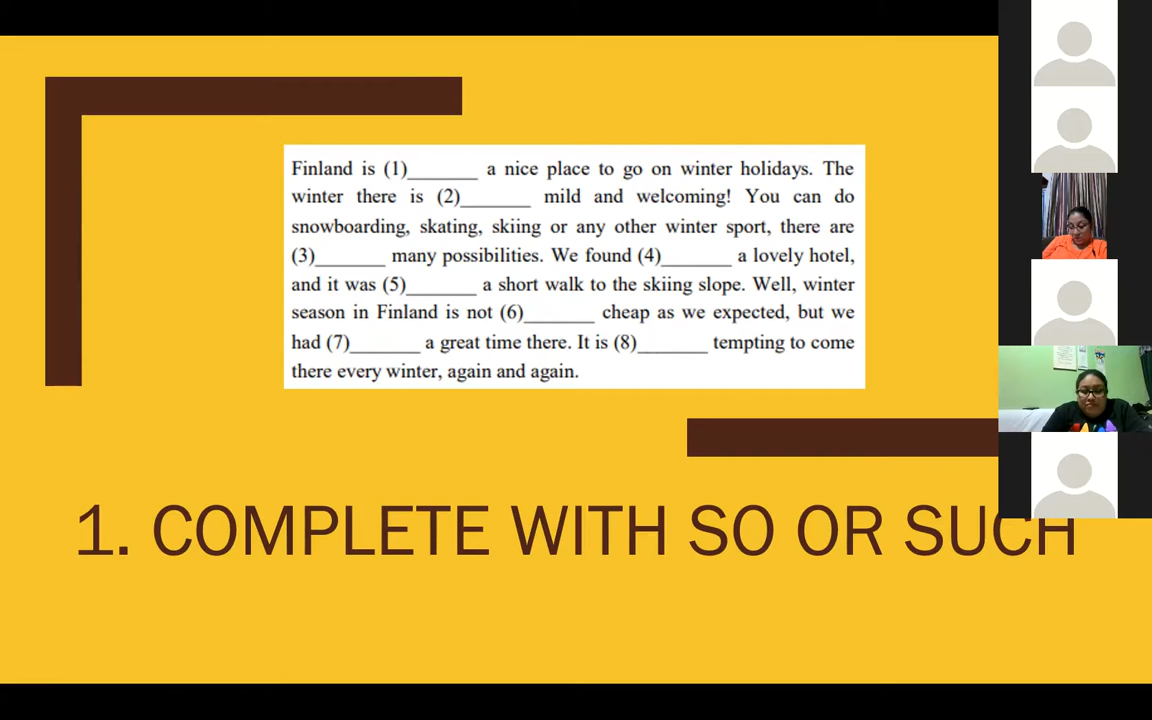 Finland is (1)_______ a nice place to go on winter holidays. The
winter there is (2)_______ mild and welcoming! You can do
snowboarding, skating, skiing or any other winter sport, there are
(3)_______ many possibilities. We found (4)_______ a lovely hotel,
and it was (5)_______ a short walk to the skiing slope. Well, winter
season in Finland is not (6)_______ cheap as we expected, but we
had (7)_______ a great time there. It is (8)_______ tempting to come
there every winter, again and again.
1. COMPLETE WITH SO OR SUCH